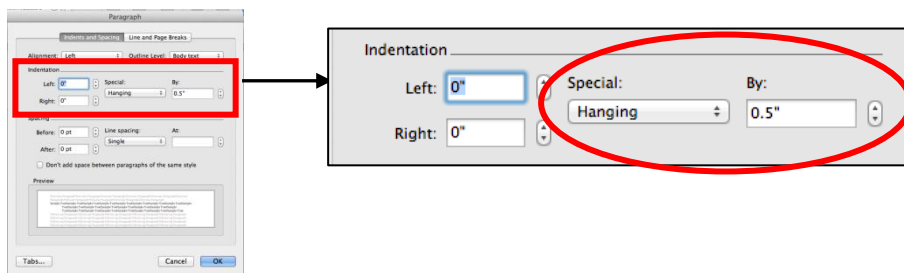 Paragraph
Indents and Spacing Line and Page Breaks
Alignment: Left Outline Level: Body text
Indentation
Left: 0" Special: By:
Hanging 0.5"
Right: 0"
Spacing
Before: 0 pt Line spacing: At:
Single
After: 0 pt
Don't add space between paragraphs of the same style
Preview
Tabs... Cancel OK
Indentation
Left: 0" Special: By:
Hanging 0.5"
Right: 0"